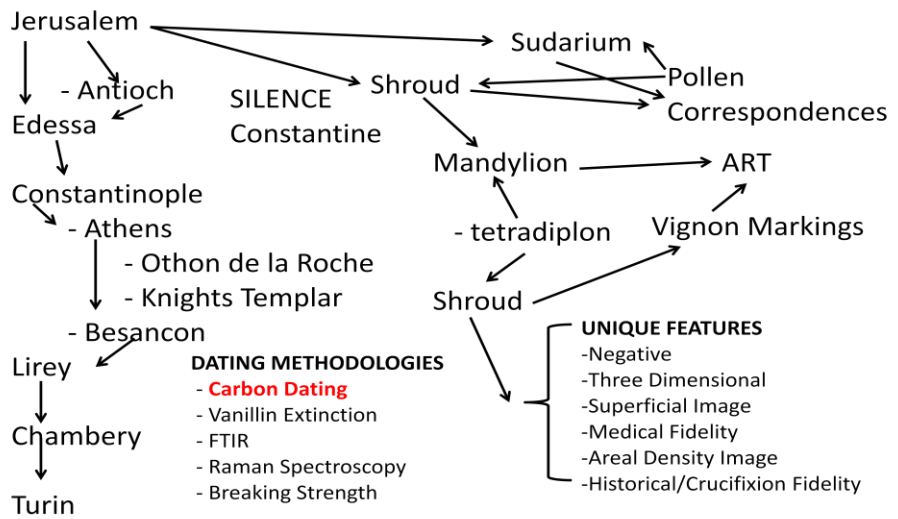 Jerusalem
- Antioch
Edessa
Constantinople
- Athens
- Othon de la Roche
- Knights Templar
- Besancon
Lirey
Chambery
Turin
SILENCE
Constantine
Sudarium
Shroud
Pollen
Correspondences
Mandylion
ART
- tetradiplon
Vignon Markings
Shroud
DATING METHODOLOGIES
- Carbon Dating
- Vanillin Extinction
- FTIR
- Raman Spectroscopy
- Breaking Strength
UNIQUE FEATURES
-Negative
-Three Dimensional
-Superficial Image
-Medical Fidelity
-Areal Density Image
-Historical/Crucifixion Fidelity